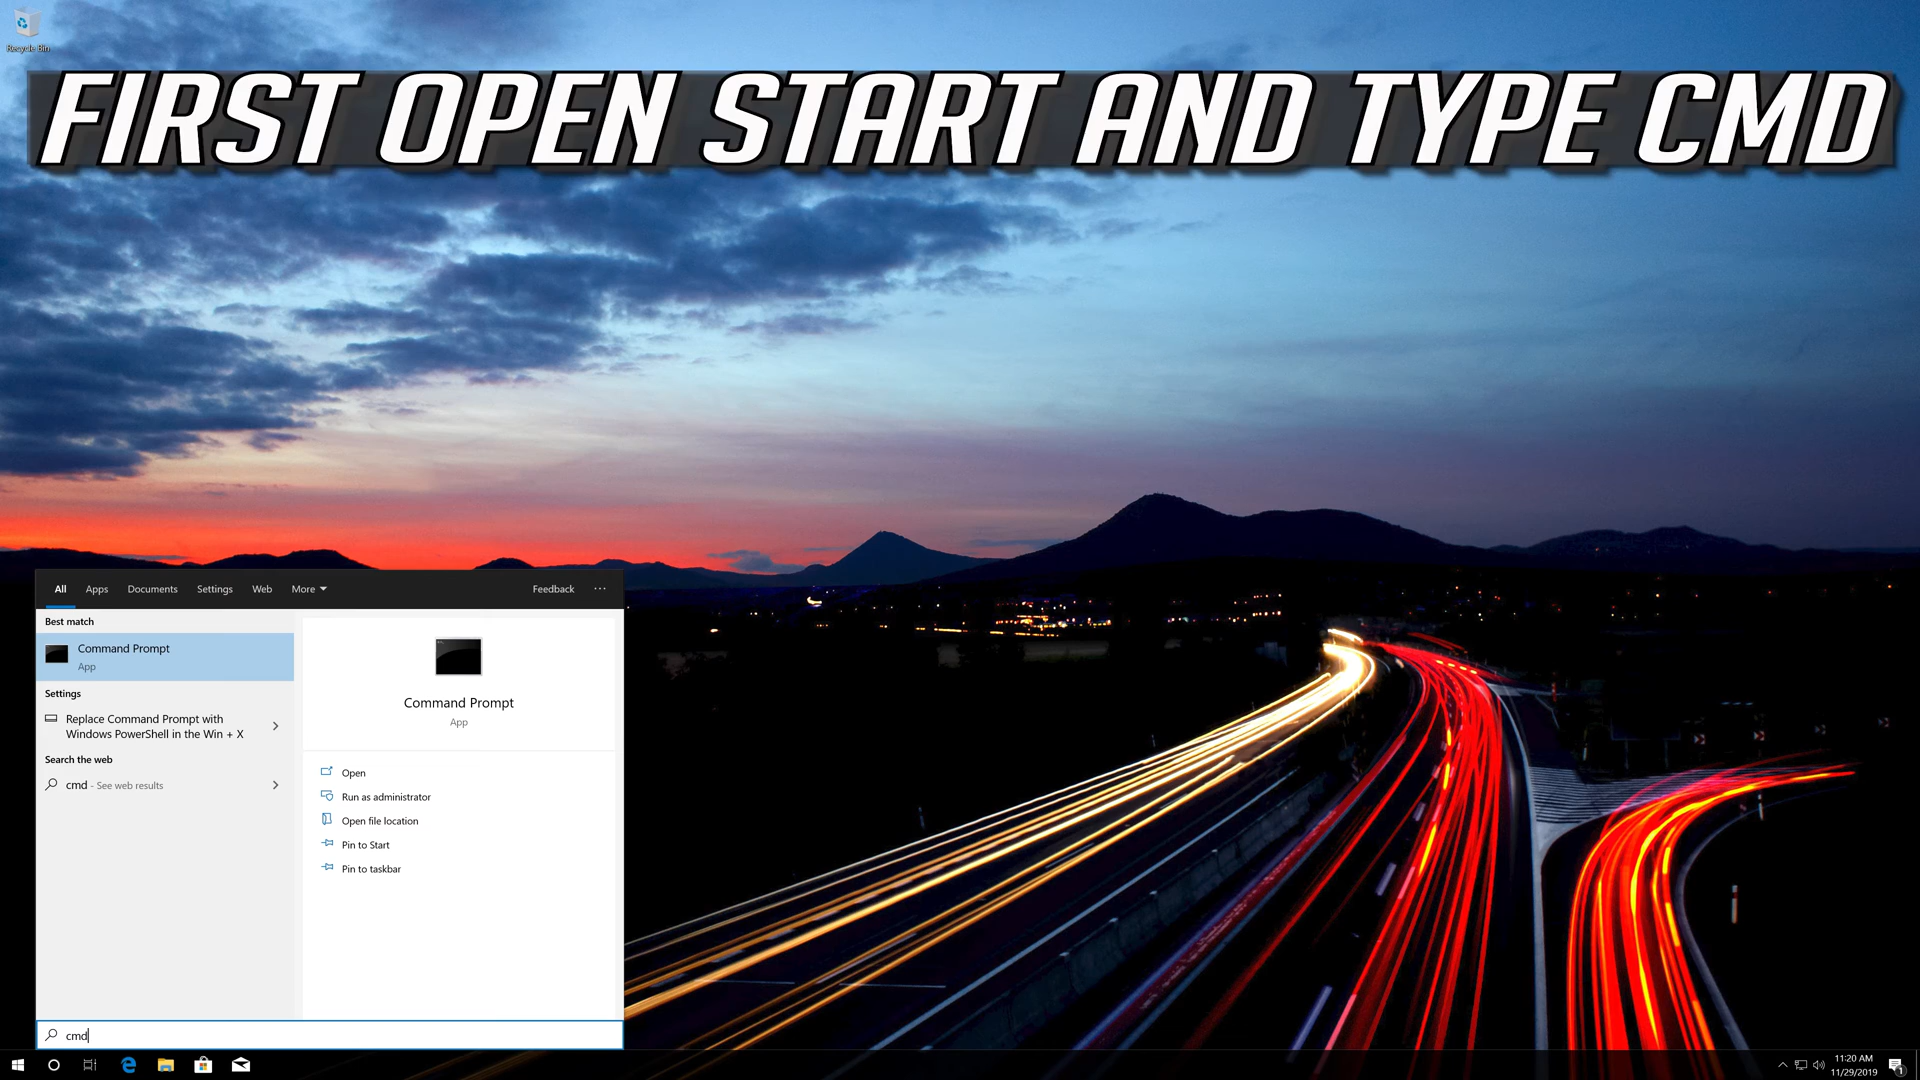 Recycle Bin
FIRST OPEN START AND TYPE CMD
All Apps Documents Settings Web More Feedback ...
Best match
Command Prompt
App
Settings
Replace Command Prompt with
Windows PowerShell in the Win + X
Search the web
cmd - See web results
Command Prompt
App
Open
Run as administrator
Open file location
Pin to Start
Pin to taskbar
cmd
11:20 AM
11/29/2019
1